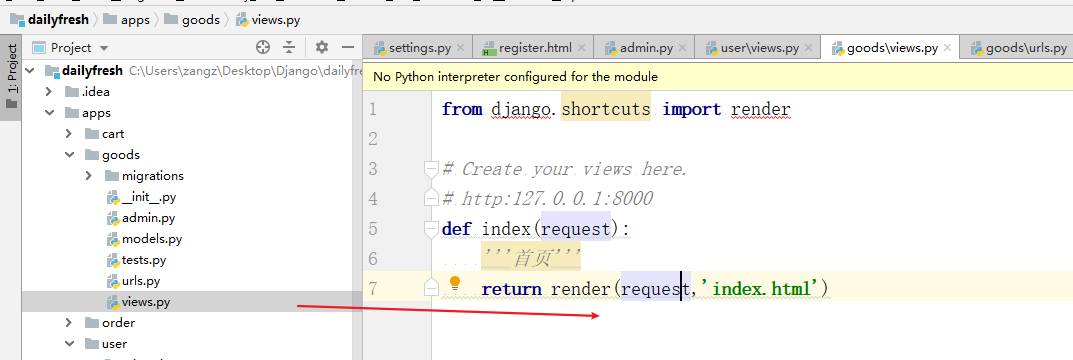 dailyfresh apps goods views.py
1: Project
Project
settings.py register.html admin.py user\views.py goods\views.py goods\urls.py
dailyfresh C:\Users\zangz\Desktop\Django\dailyfre
No Python interpreter configured for the module
.idea
apps
cart
goods
migrations
__init__.py
admin.py
models.py
tests.py
urls.py
views.py
order
user
1 from django.shortcuts import render
2
3 # Create your views here.
4 # http:127.0.0.1:8000
5 def index(request):
6 '''首页'''
7 return render(request,'index.html')